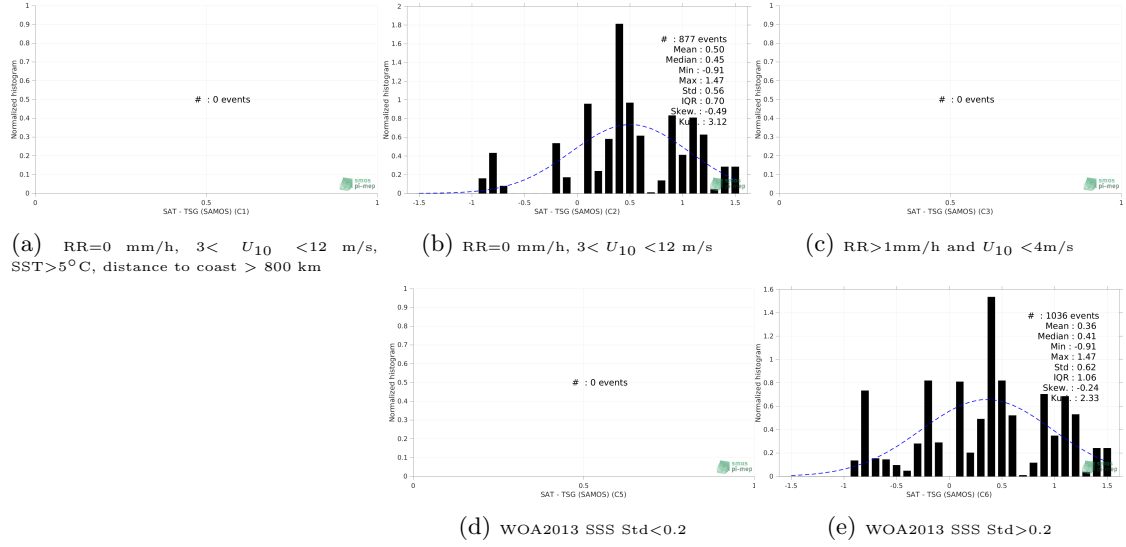 1
0.9
0.8
0.7
0.6
0.5
0.4
0.3
0.2
0.1
0
Normalized histogram
# : 0 events
0
0.5
1
SAT - TSG (SAMOS) (C1)
smos
pi-mep
2
1.8
1.6
1.4
1.2
1
0.8
0.6
0.4
0.2
0
Normalized histogram
# : 877 events
Mean : 0.50
Median : 0.45
Min : -0.91
Max : 1.47
Std : 0.56
IQR : 0.70
Skew. : -0.49
Kurt. : 3.12
-1.5
-1
-0.5
0
0.5
1
1.5
SAT - TSG (SAMOS) (C2)
smos
pi-mep
1
0.9
0.8
0.7
0.6
0.5
0.4
0.3
0.2
0.1
0
Normalized histogram
# : 0 events
0
0.5
1
SAT - TSG (SAMOS) (C3)
smos
pi-mep
(a) RR=0 mm/h, 3< U10 <12 m/s,
SST>5°C, distance to coast > 800 km
(b) RR=0 mm/h, 3< U10 <12 m/s
(c) RR>1mm/h and U10 <4m/s
1
0.9
0.8
0.7
0.6
0.5
0.4
0.3
0.2
0.1
0
Normalized histogram
# : 0 events
0
0.5
1
SAT - TSG (SAMOS) (C5)
smos
pi-mep
1.6
1.4
1.2
1
0.8
0.6
0.4
0.2
0
Normalized histogram
# : 1036 events
Mean : 0.36
Median : 0.41
Min : -0.91
Max : 1.47
Std : 0.62
IQR : 1.06
Skew. : -0.24
Kurt. : 2.33
-1.5
-1
-0.5
0
0.5
1
1.5
SAT - TSG (SAMOS) (C6)
smos
pi-mep
(d) WOA2013 SSS Std<0.2
(e) WOA2013 SSS Std>0.2